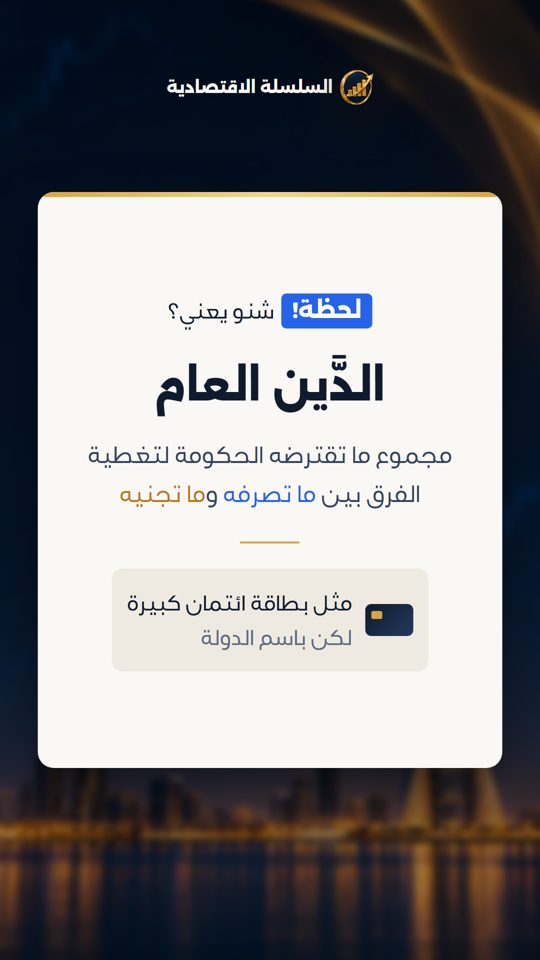 السلسلة الاقتصادية
لحظة! شنو يعني؟
الدَّين العام
مجموع ما تقترضه الحكومة لتغطية
الفرق بين ما تصرفه وما تجنيه
مثل بطاقة ائتمان كبيرة
لكن باسم الدولة